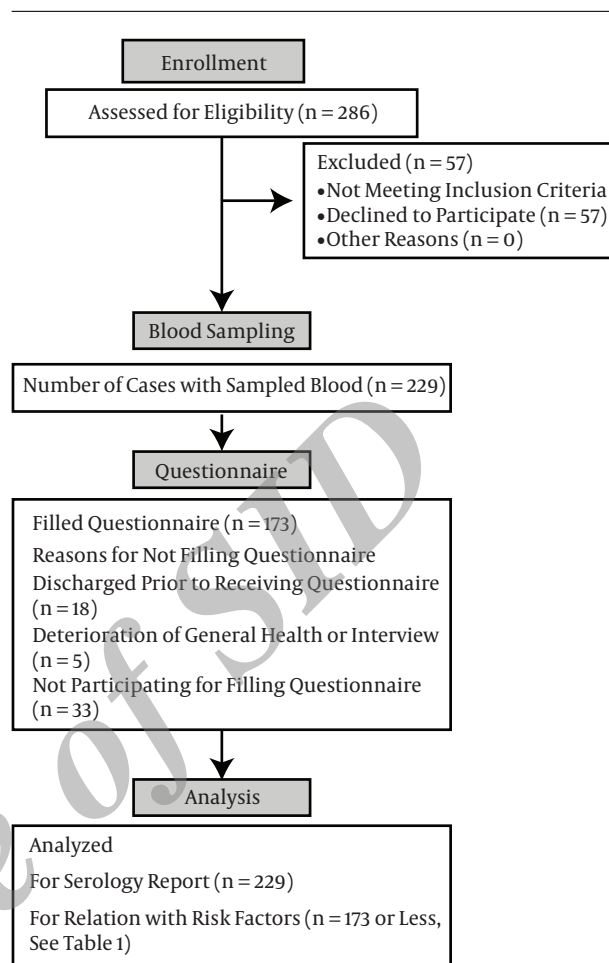 Enrollment
Assessed for Eligibility (n = 286)
Excluded (n = 57)
•Not Meeting Inclusion Criteria
•Declined to Participate (n = 57)
•Other Reasons (n = 0)
Blood Sampling
Number of Cases with Sampled Blood (n = 229)
Questionnaire
Filled Questionnaire (n = 173)
Reasons for Not Filling Questionnaire
Discharged Prior to Receiving Questionnaire
(n = 18)
Deterioration of General Health or Interview
(n = 5)
Not Participating for Filling Questionnaire
(n = 33)
Analysis
Analyzed
For Serology Report (n = 229)
For Relation with Risk Factors (n = 173 or Less,
See Table 1)
e of SID